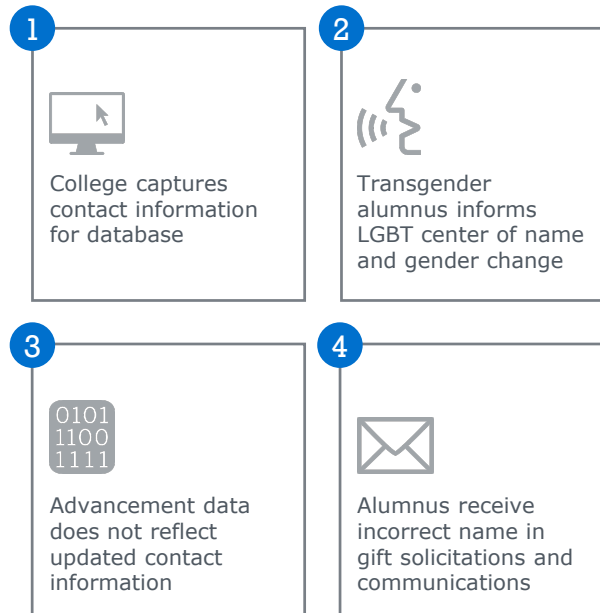 1
College captures
contact information
for database
2
Transgender
alumnus informs
LGBT center of name
and gender change
3
0101
1100
1111
Advancement data
does not reflect
updated contact
information
4
Alumnus receive
incorrect name in
gift solicitations and
communications